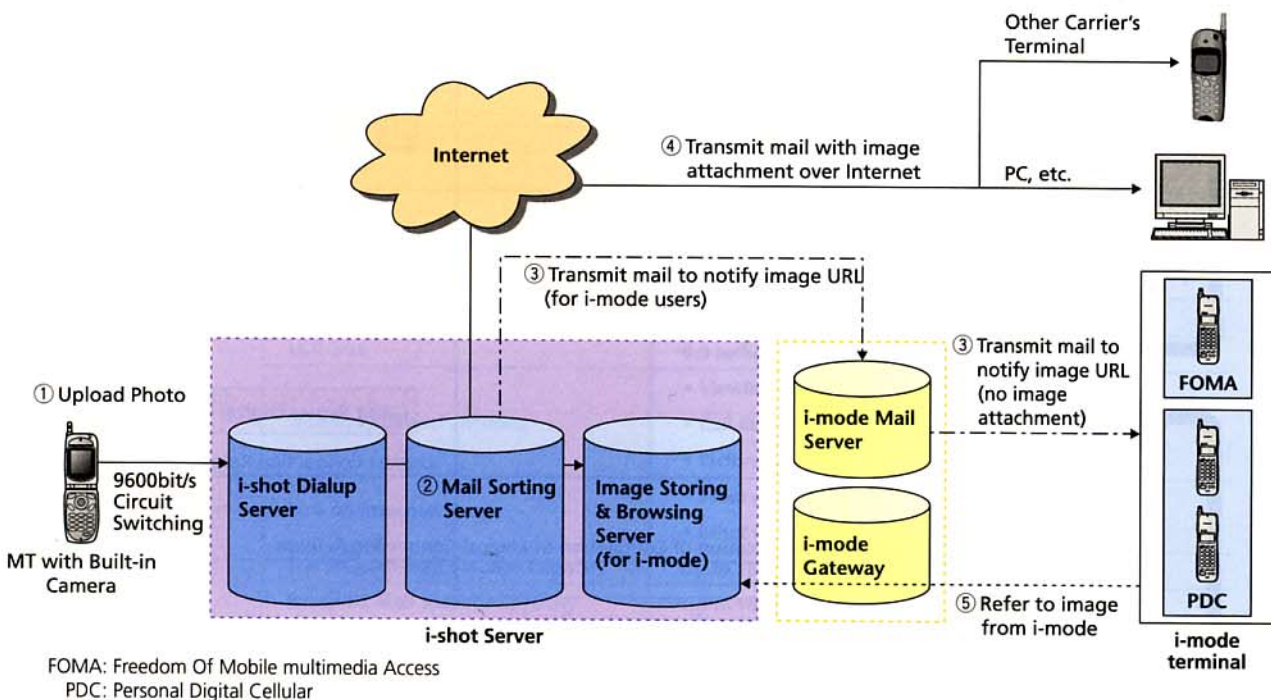 Other Carrier's
Terminal
Internet
④ Transmit mail with image
attachment over Internet
PC, etc.
③ Transmit mail to notify image URL
(for i-mode users)
① Upload Photo
9600bit/s
Circuit
Switching
MT with Built-in
Camera
i-shot Dialup
Server
② Mail Sorting
Server
Image Storing
& Browsing
Server
(for i-mode)
i-shot Server
i-mode Mail
Server
i-mode
Gateway
③ Transmit mail to
notify image URL
(no image
attachment)
FOMA
PDC
⑤ Refer to image
from i-mode
i-mode
terminal
FOMA: Freedom Of Mobile multimedia Access
PDC: Personal Digital Cellular